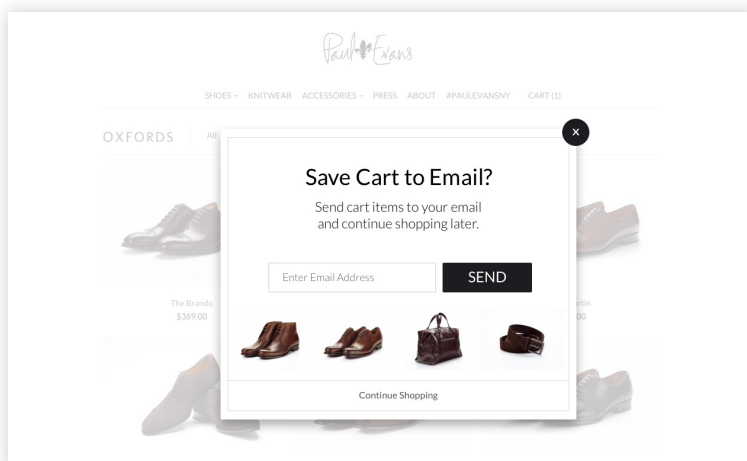 Paul Evans
SHOES KNITWEAR ACCESSORIES PRESS ABOUT #PAULEVANSNY CART (1)
OXFORDS All
x
Save Cart to Email?
Send cart items to your email
and continue shopping later.
Enter Email Address SEND
The Brando
$369.00
Continue Shopping